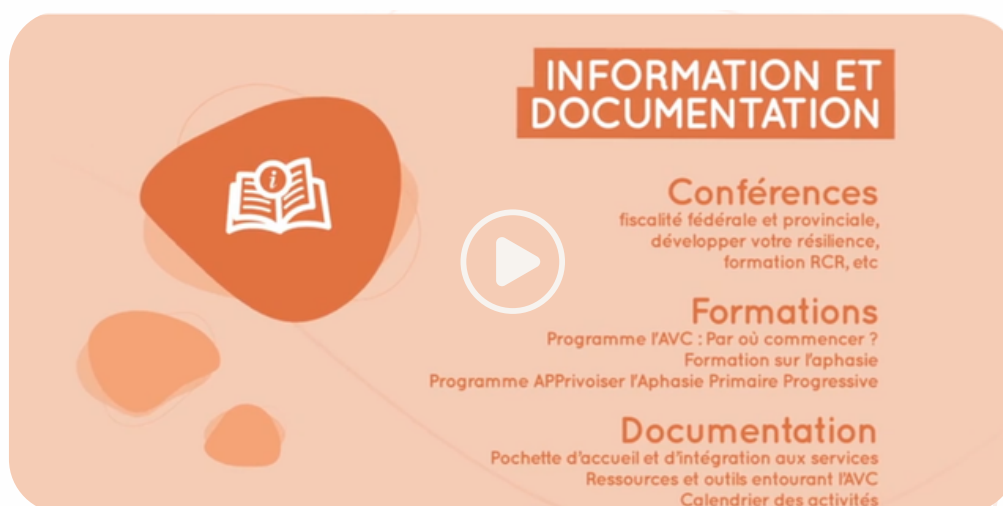 INFORMATION ET
DOCUMENTATION
i
Conférences
fiscalité fédérale et provinciale,
développer votre résilience,
formation RCR, etc
Formations
Programme l'AVC : Par où commencer ?
Formation sur l'aphasie
Programme APPrivoiser l'Aphasie Primaire Progressive
Documentation
Pochette d'accueil et d'intégration aux services
Ressources et outils entourant l'AVC
Calendrier des activités